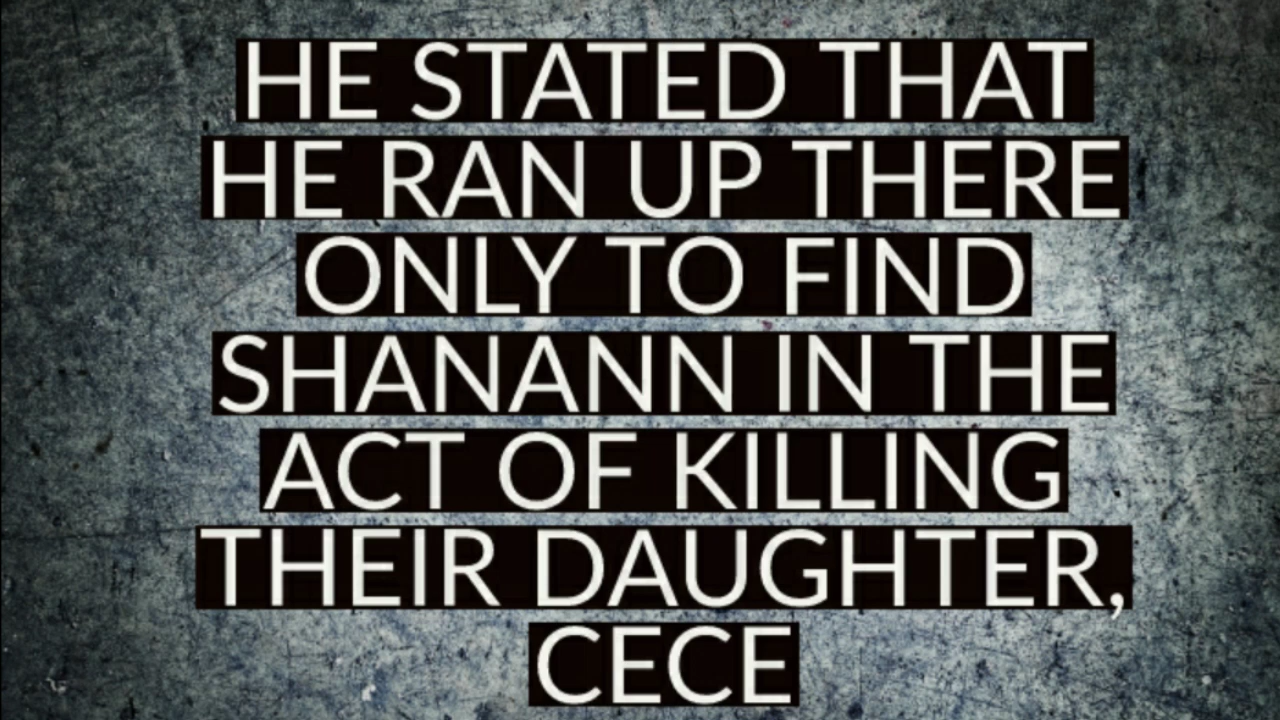 HE STATED THAT
HE RAN UP THERE
ONLY TO FIND
SHANANN IN THE
ACT OF KILLING
THEIR DAUGHTER,
CECE